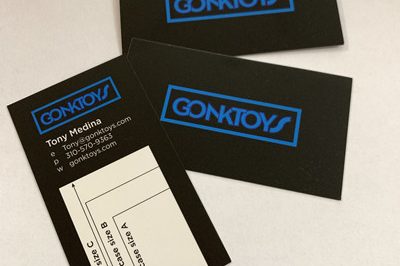 GONKTOYS
GONKTOYS
GONKTOYS
Tony Medina
e Tony@gonktoys.com
p 310-570-9363
w gonktoys.com
case size A
case size B
size C